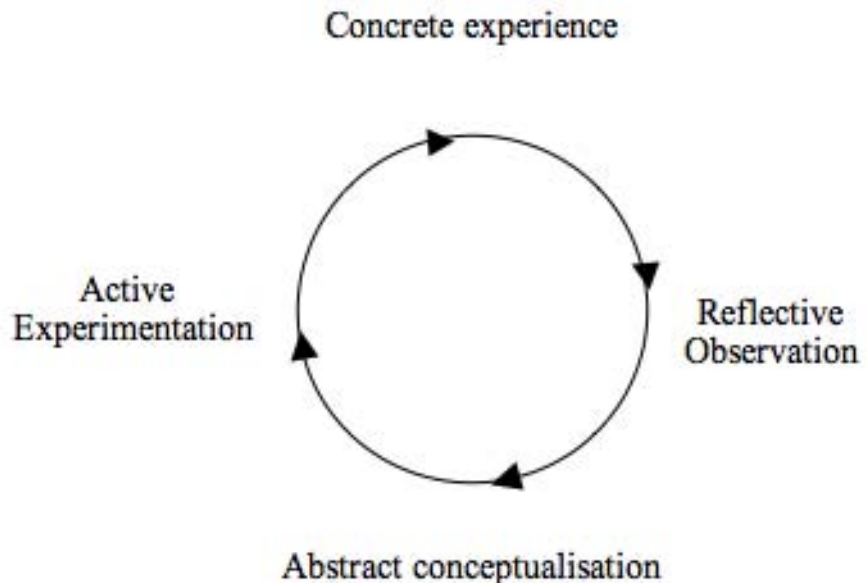 Concrete experience
Active
Experimentation
Reflective
Observation
Abstract conceptualisation